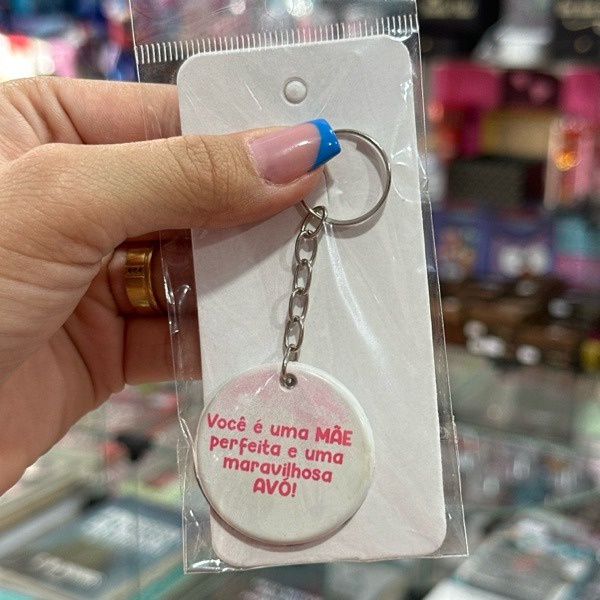 Você é uma MÃE
perfeita e uma
maravilhosa
AVÓ!